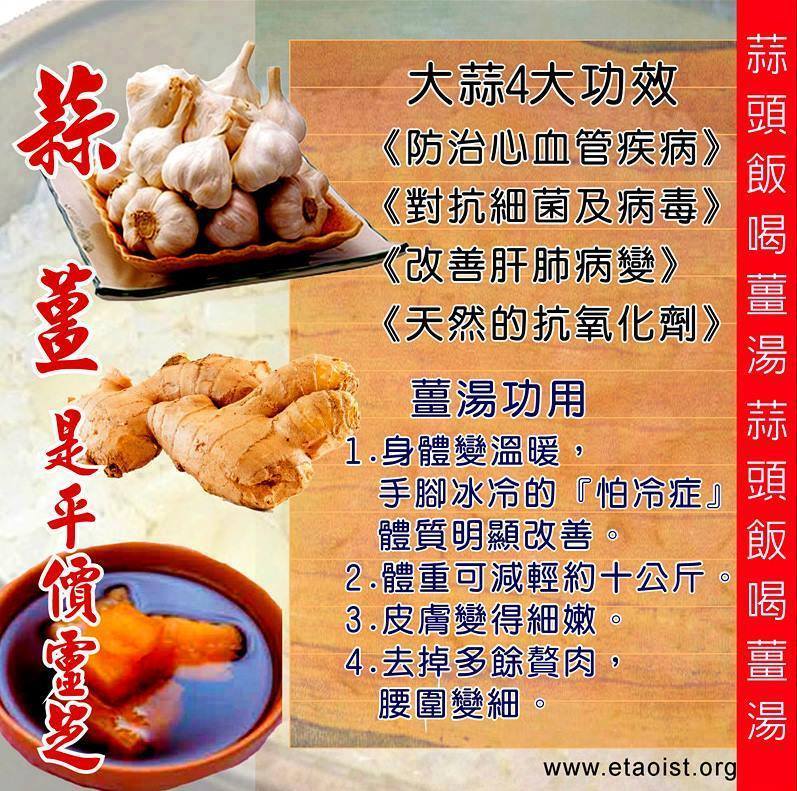 蒜
薑
是平價靈芝
大蒜4大功效
《防治心血管疾病》
《對抗細菌及病毒》
《改善肝肺病變》
《天然的抗氧化劑》
薑湯功用
1.身體變溫暖，
手腳冰冷的『怕冷症』
體質明顯改善。
2.體重可減輕約十公斤。
3.皮膚變得細嫩。
4.去掉多餘贅肉，
腰圍變細。
www.etaoist.org
蒜頭飯喝薑湯 蒜頭飯喝薑湯